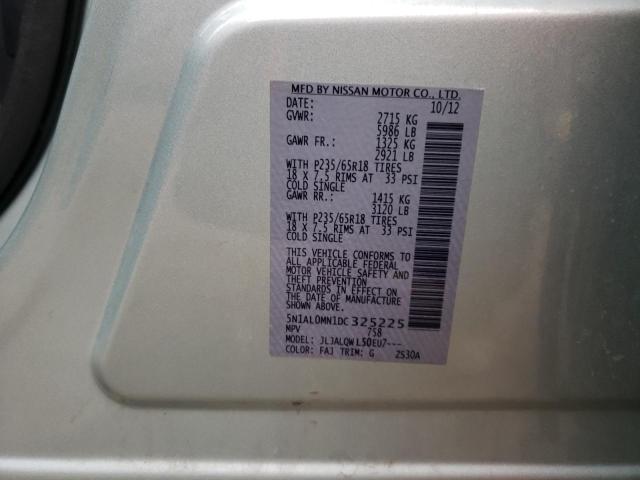 MFD BY NISSAN MOTOR CO., LTD.
DATE: 10/12
GVWR: 2715 KG
5986 LB
GAWR FR.: 1325 KG
2921 LB
WITH P235/65R18 TIRES
18 X 7.5 RIMS AT 33 PSI
COLD SINGLE
GAWR RR.: 1415 KG
3120 LB
WITH P235/65R18 TIRES
18 X 7.5 RIMS AT 33 PSI
COLD SINGLE
THIS VEHICLE CONFORMS TO
ALL APPLICABLE FEDERAL
MOTOR VEHICLE SAFETY AND
THEFT PREVENTION
STANDARDS IN EFFECT ON
THE DATE OF MANUFACTURE
SHOWN ABOVE.
5N1AL0MN1DC325225
MPV 758
MODEL: JLJALQWL50EU7---
COLOR: FAJ TRIM: G 2S30A